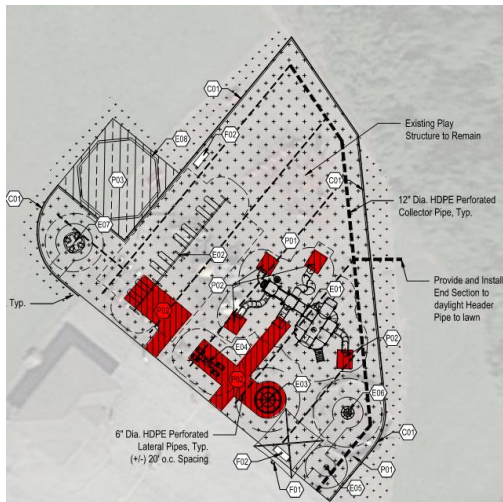 C01
F02
E08
P03
C01
E07
Existing Play
Structure to Remain
C01
12" Dia. HDPE Perforated
Collector Pipe, Typ.
E02
P01
P02
E01
Provide and Install
End Section to
daylight Header
Pipe to lawn
Typ.
P02
E04
P02
P02
E03
E06
6" Dia. HDPE Perforated
Lateral Pipes, Typ.
(+/-) 20' o.c. Spacing
C01
F02
P01
F01
E05